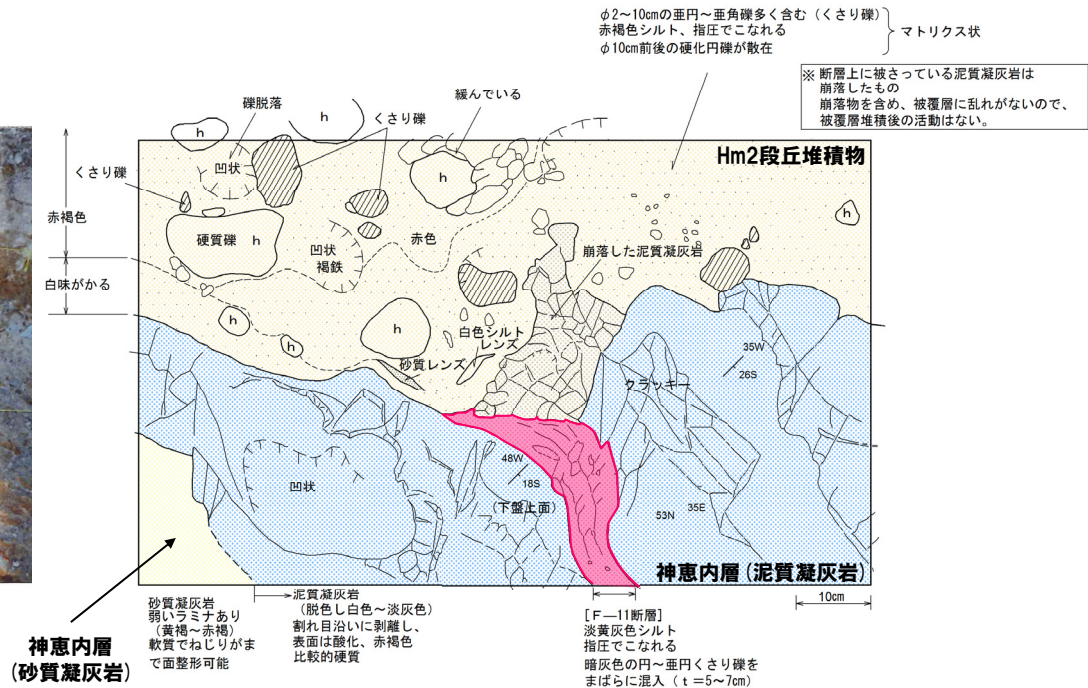 φ2～10cmの亜円～亜角礫多く含む（くさり礫）
赤褐色シルト、指圧でこなれる
φ10cm前後の硬化円礫が散在
マトリクス状
※ 断層上に被さっている泥質凝灰岩は
崩落したもの
崩落物を含め、被覆層に乱れがないので、
被覆層堆積後の活動はない。
緩んでいる
礫脱落
くさり礫
h
h
Hm2段丘堆積物
凹状
h
くさり礫
h
赤褐色
硬質礫 h
赤色
凹状
褐鉄
崩落した泥質凝灰岩
白味がかる
h
h
白色シルト
レンズ
h
砂質レンズ
35W
26S
クラッキー
48W
18S
凹状
（下盤上面）
53N
35E
神恵内層（泥質凝灰岩）
10cm
砂質凝灰岩
弱いラミナあり
（黄褐～赤褐）
軟質でねじりがま
で面整形可能
泥質凝灰岩
（脱色し白色～淡灰色）
割れ目沿いに剥離し、
表面は酸化、赤褐色
比較的硬質
[Ｆ－11断層]
淡黄灰色シルト
指圧でこなれる
暗灰色の円～亜円くさり礫を
まばらに混入（ｔ＝5～7cm）
神恵内層
（砂質凝灰岩）